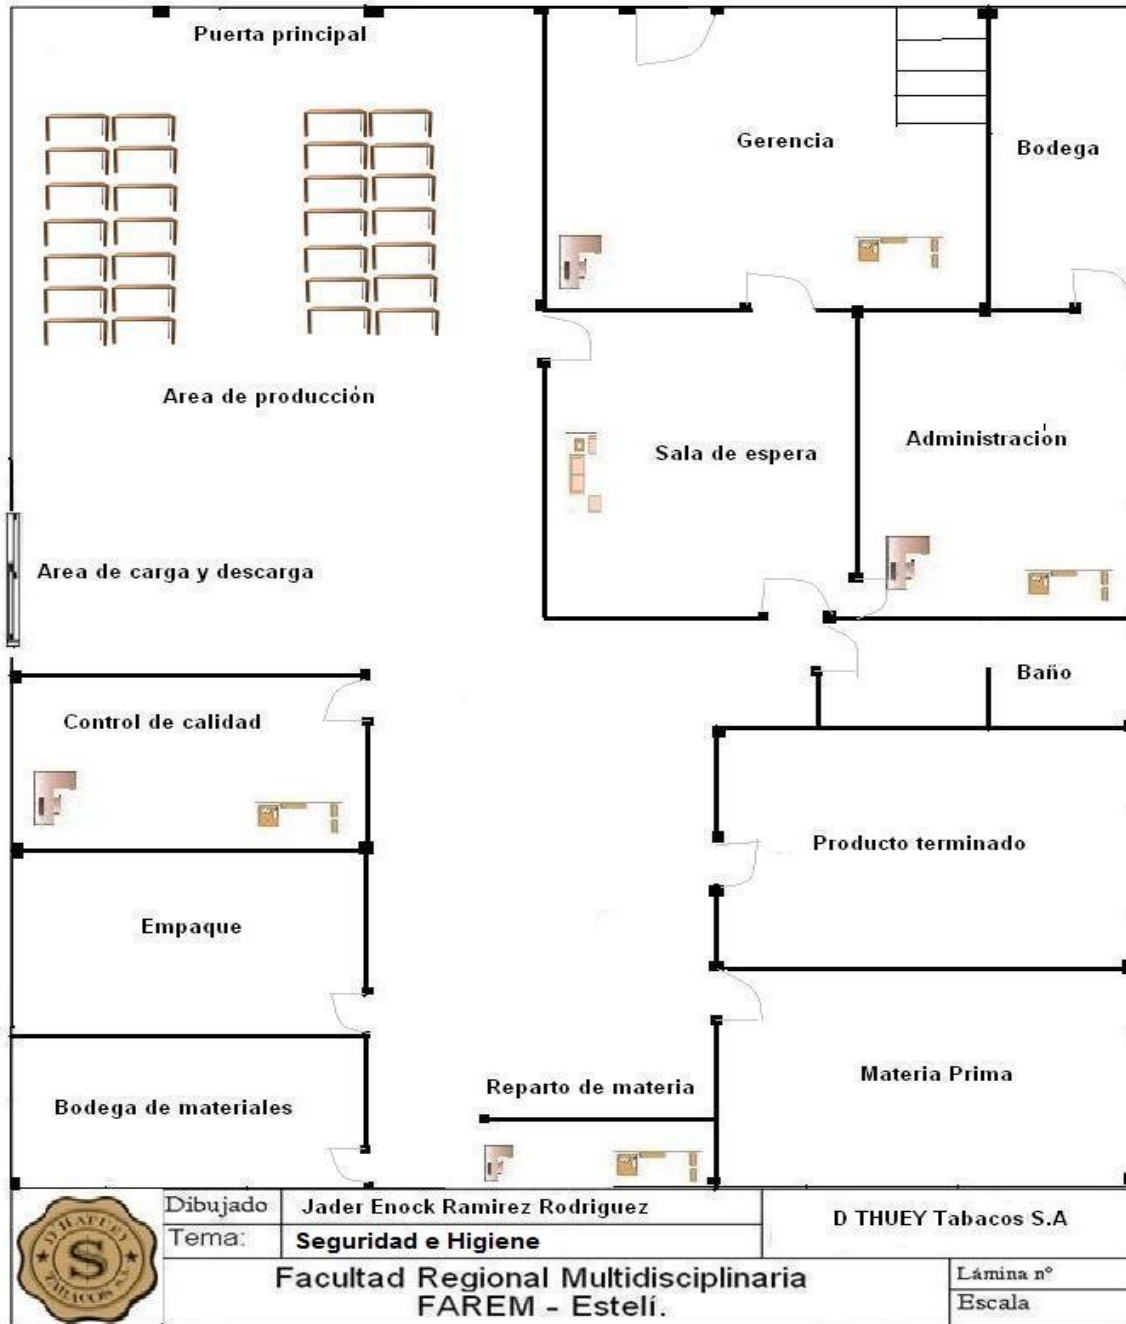 Puerta principal
Gerencia
Bodega
Area de producción
Sala de espera
Administración
Area de carga y descarga
Baño
Control de calidad
Producto terminado
Empaque
Materia Prima
Reparto de materia
Bodega de materiales
Dibujado
Jader Enock Ramirez Rodriguez
D THUEY Tabacos S.A
Tema:
Seguridad e Higiene
Facultad Regional Multidisciplinaria
FAREM - Estelí.
Lámina nº
Escala
S